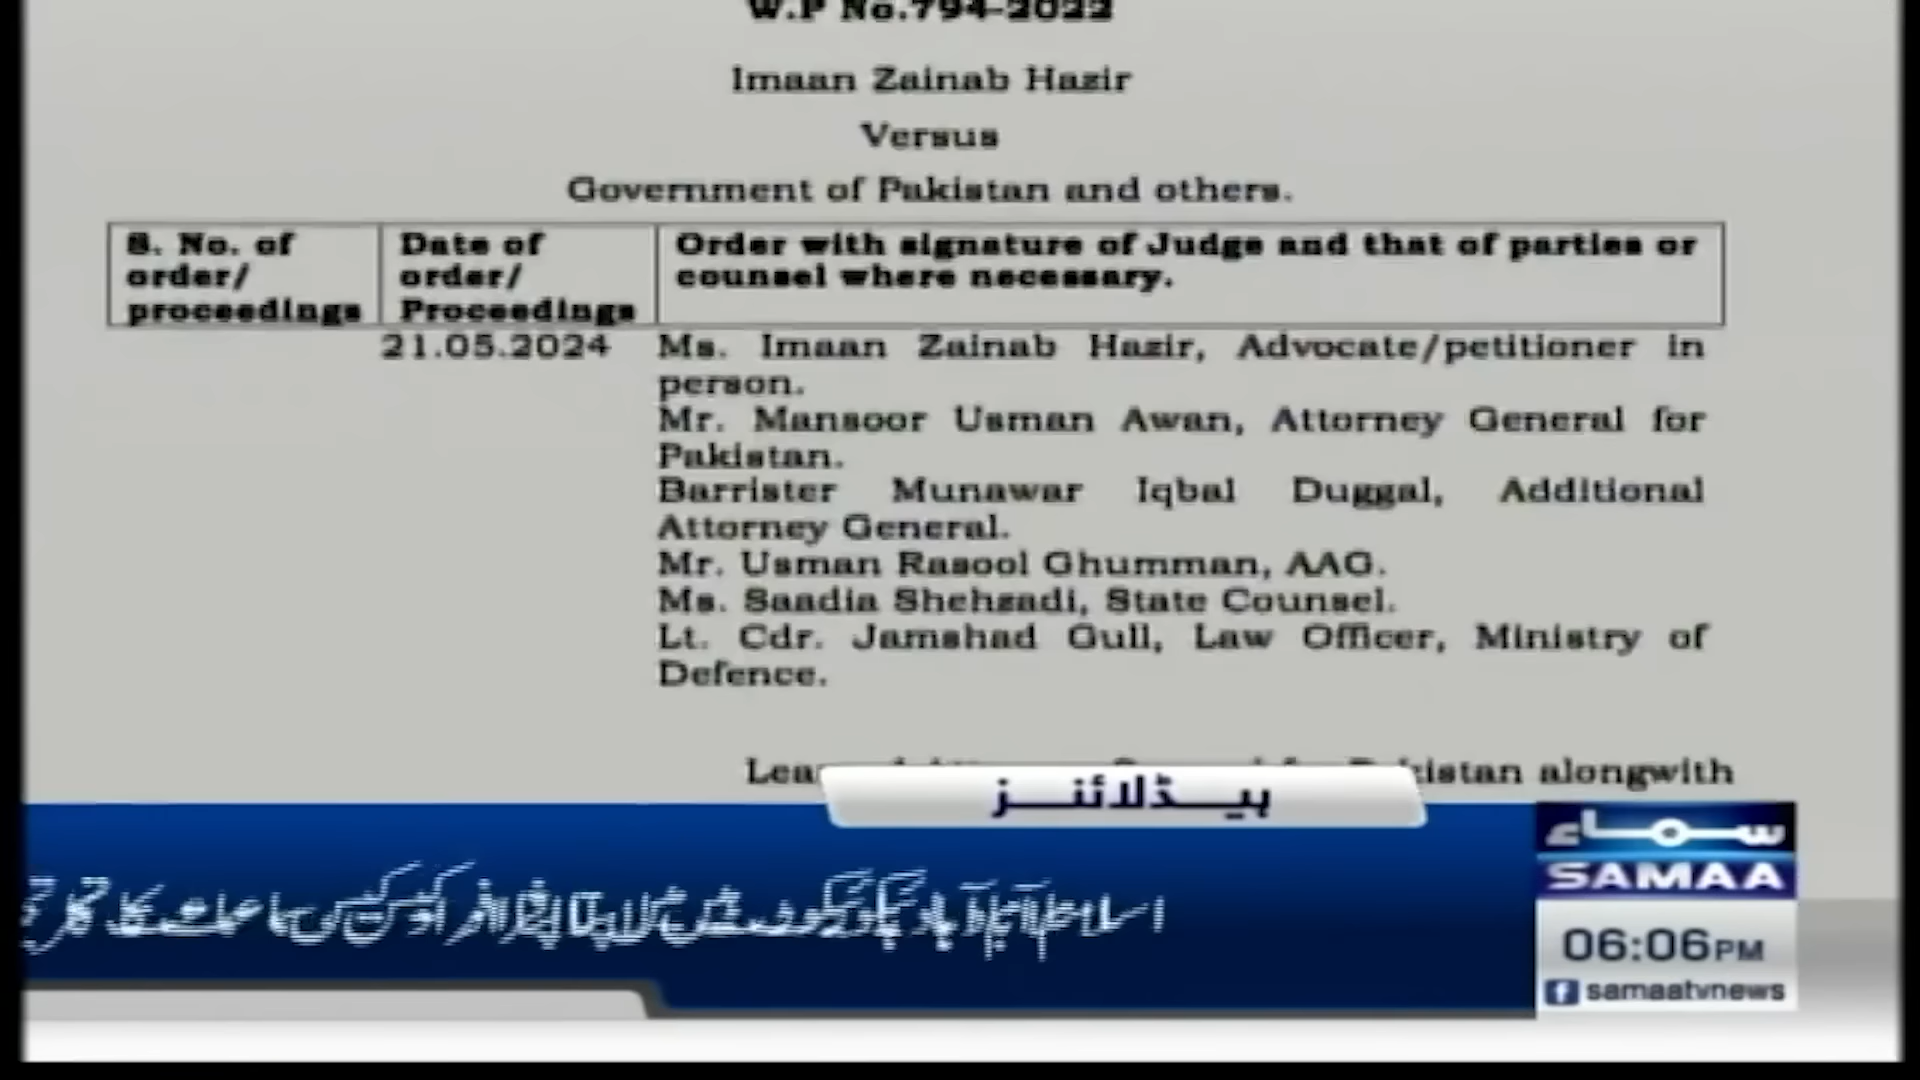 W.P No.794-2022
Imaan Zainab Hazir
Versus
Government of Pakistan and others.
S. No. of order/ proceedings
Date of order/ Proceedings
Order with signature of Judge and that of parties or
counsel where necessary.
21.05.2024
Ms. Imaan Zainab Hazir, Advocate/petitioner in
person.
Mr. Mansoor Usman Awan, Attorney General for
Pakistan.
Barrister Munawar Iqbal Duggal, Additional
Attorney General.
Mr. Usman Rasool Ghumman, AAG.
Ms. Saadia Shehzadi, State Counsel.
Lt. Cdr. Jamshad Gull, Law Officer, Ministry of
Defence.
alongwith
ہیڈلائنز
سماء
SAMAA
06:06PM
samaatvnews